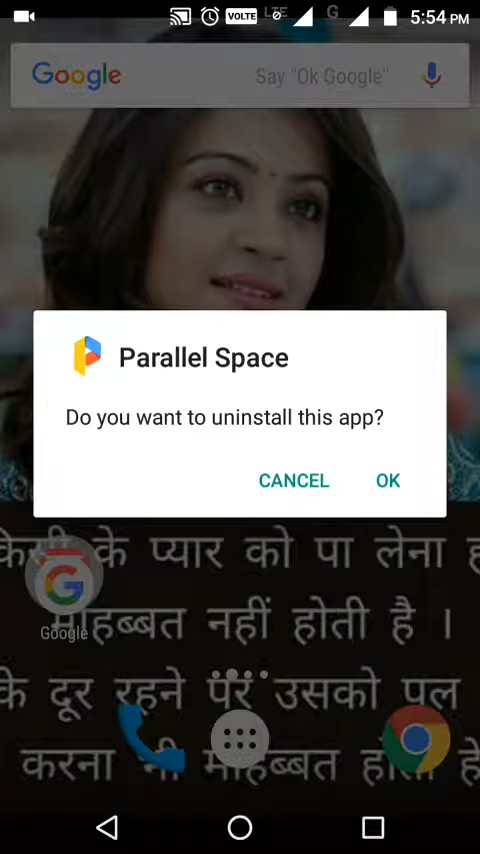 VOLTE LTE G 5:54 PM
Google Say "Ok Google"
Parallel Space
Do you want to uninstall this app?
CANCEL OK
के प्यार को पा लेना
Google
मोहब्बत नहीं होती है ।
के दूर रहने पर उसको पल
करना भी मोहब्बत होता